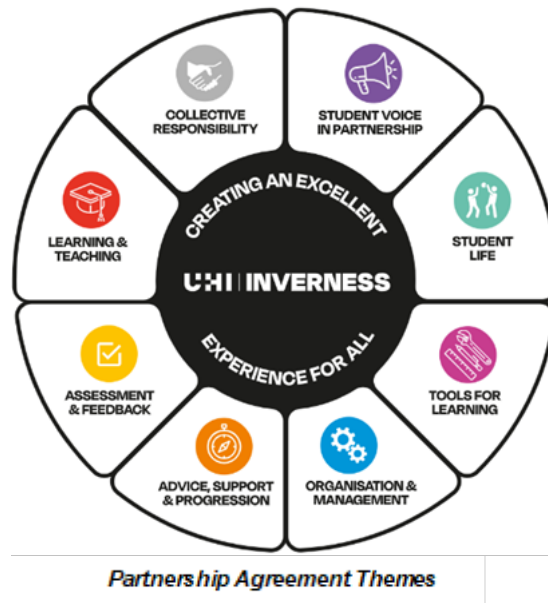 COLLECTIVE
RESPONSIBILITY
STUDENT VOICE
IN PARTNERSHIP
LEARNING &
TEACHING
CREATING AN EXCELLENT
STUDENT
LIFE
UHI | INVERNESS
EXPERIENCE FOR ALL
ASSESSMENT
& FEEDBACK
TOOLS FOR
LEARNING
ADVICE, SUPPORT
& PROGRESSION
ORGANISATION &
MANAGEMENT
Partnership Agreement Themes